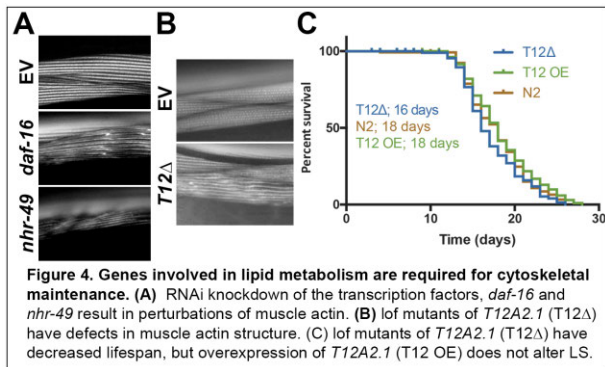 A
B
C
EV
daf-16
nhr-49
EV
T12Δ
Percent survival
100
50
0
T12Δ
T12 OE
N2
T12Δ; 16 days
N2; 18 days
T12 OE; 18 days
0
10
20
30
Time (days)
Figure 4. Genes involved in lipid metabolism are required for cytoskeletal
maintenance. (A) RNAi knockdown of the transcription factors, daf-16 and
nhr-49 result in perturbations of muscle actin. (B) lof mutants of T12A2.1 (T12Δ)
have defects in muscle actin structure. (C) lof mutants of T12A2.1 (T12Δ) have
decreased lifespan, but overexpression of T12A2.1 (T12 OE) does not alter LS.